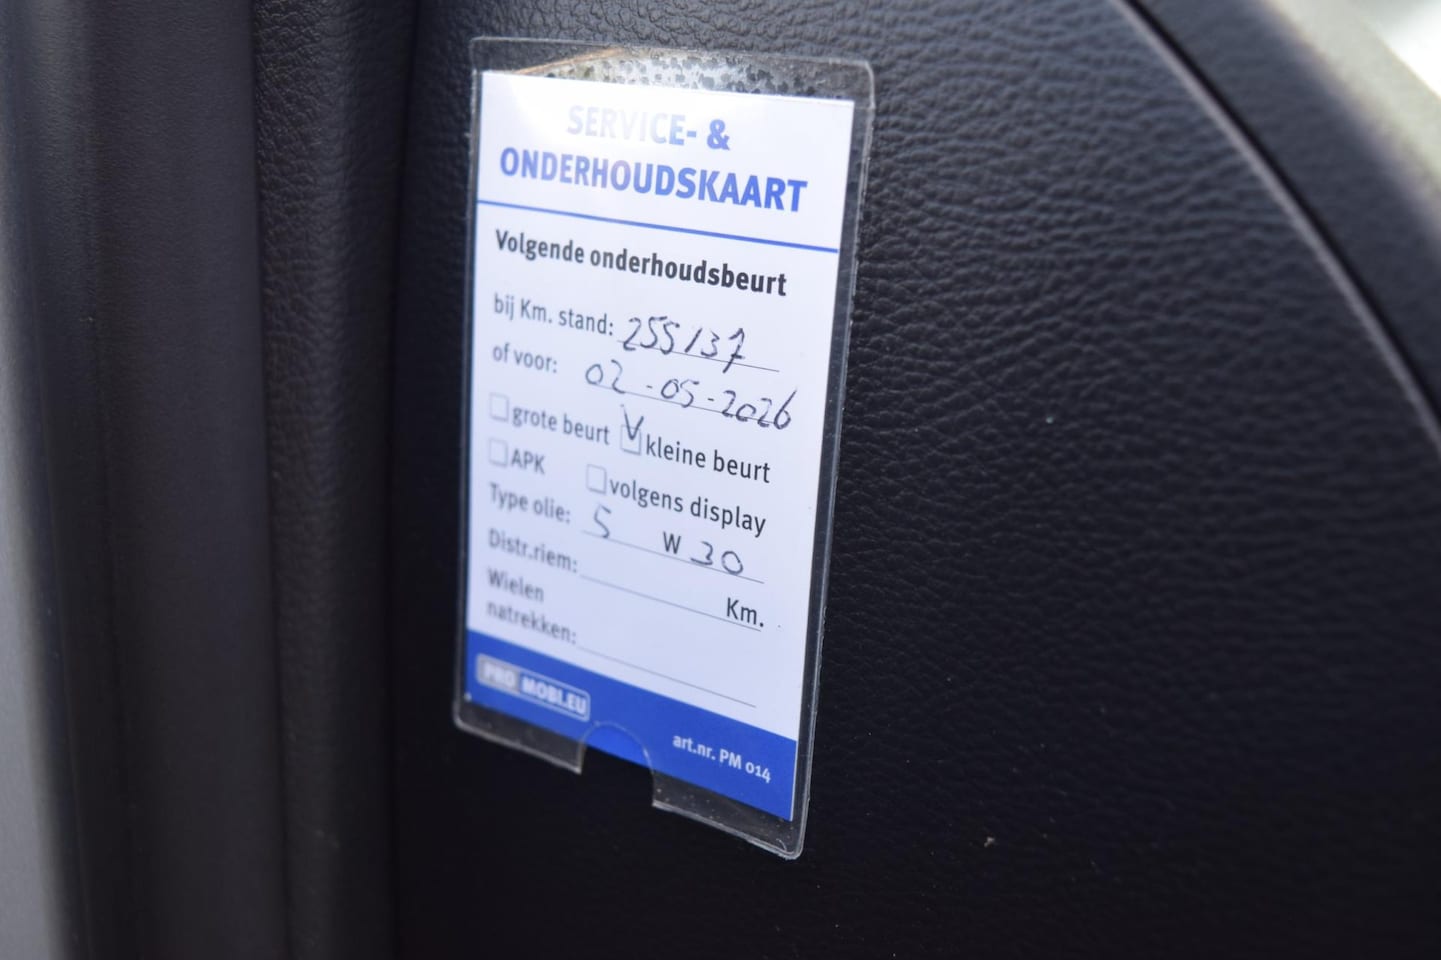 SERVICE- &
ONDERHOUDSKAART
Volgende onderhoudsbeurt
bij Km. stand: 255137
of voor: 02-05-2026
grote beurt V kleine beurt
APK volgens display
Type olie: 5 W 30
Distr.riem: Km.
Wielen
natrekken:
PRO MOBI.EU
art.nr. PM 014